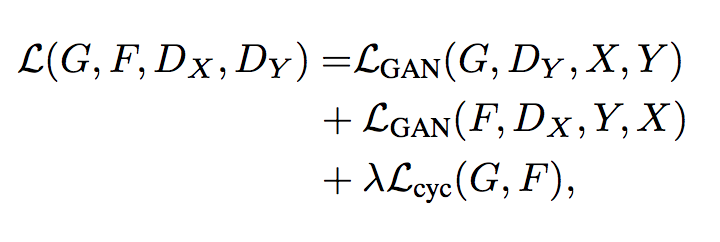 ℒ(G, F, D_X, D_Y) =ℒ_GAN(G, D_Y, X, Y)
+ ℒ_GAN(F, D_X, Y, X)
+ λℒ_cyc(G, F),